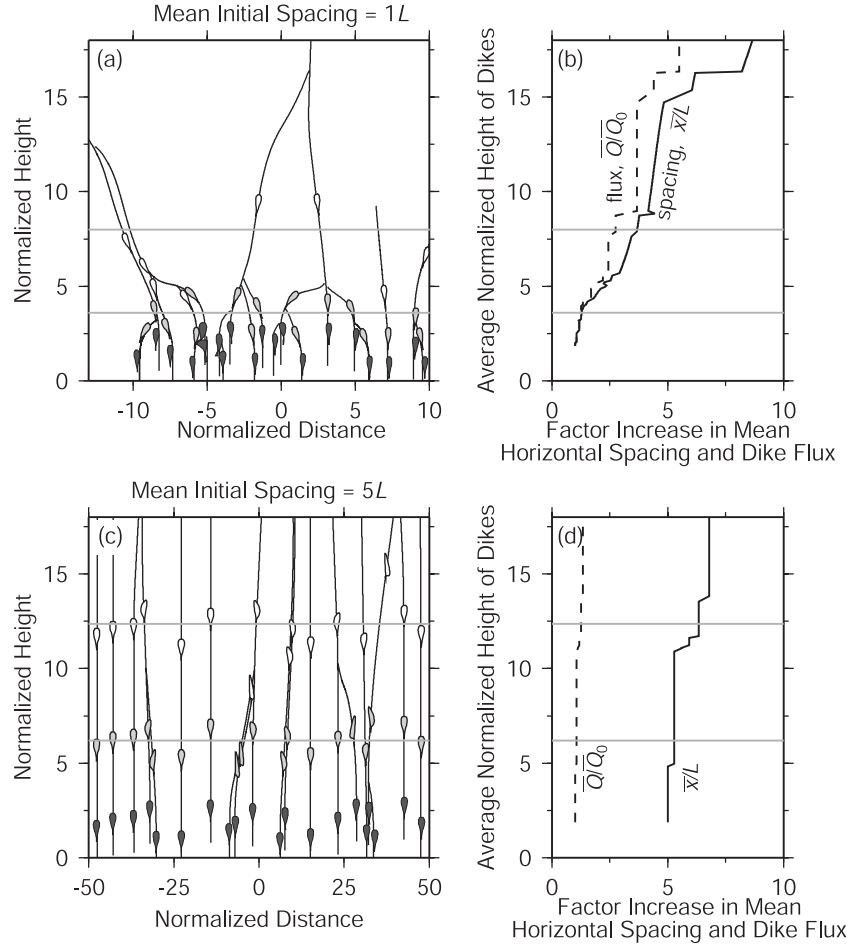 Mean Initial Spacing = 1L
(a)
15
10
5
0
Normalized Height
-10 -5 0 5 10
Normalized Distance
(b)
15
10
5
0
Average Normalized Height of Dikes
flux, Q/Q0
spacing, x/L
0 5 10
Factor Increase in Mean
Horizontal Spacing and Dike Flux
Mean Initial Spacing = 5L
(c)
15
10
5
0
Normalized Height
-50 -25 0 25 50
Normalized Distance
(d)
15
10
5
0
Average Normalized Height of Dikes
Q/Q0
x/L
0 5 10
Factor Increase in Mean
Horizontal Spacing and Dike Flux